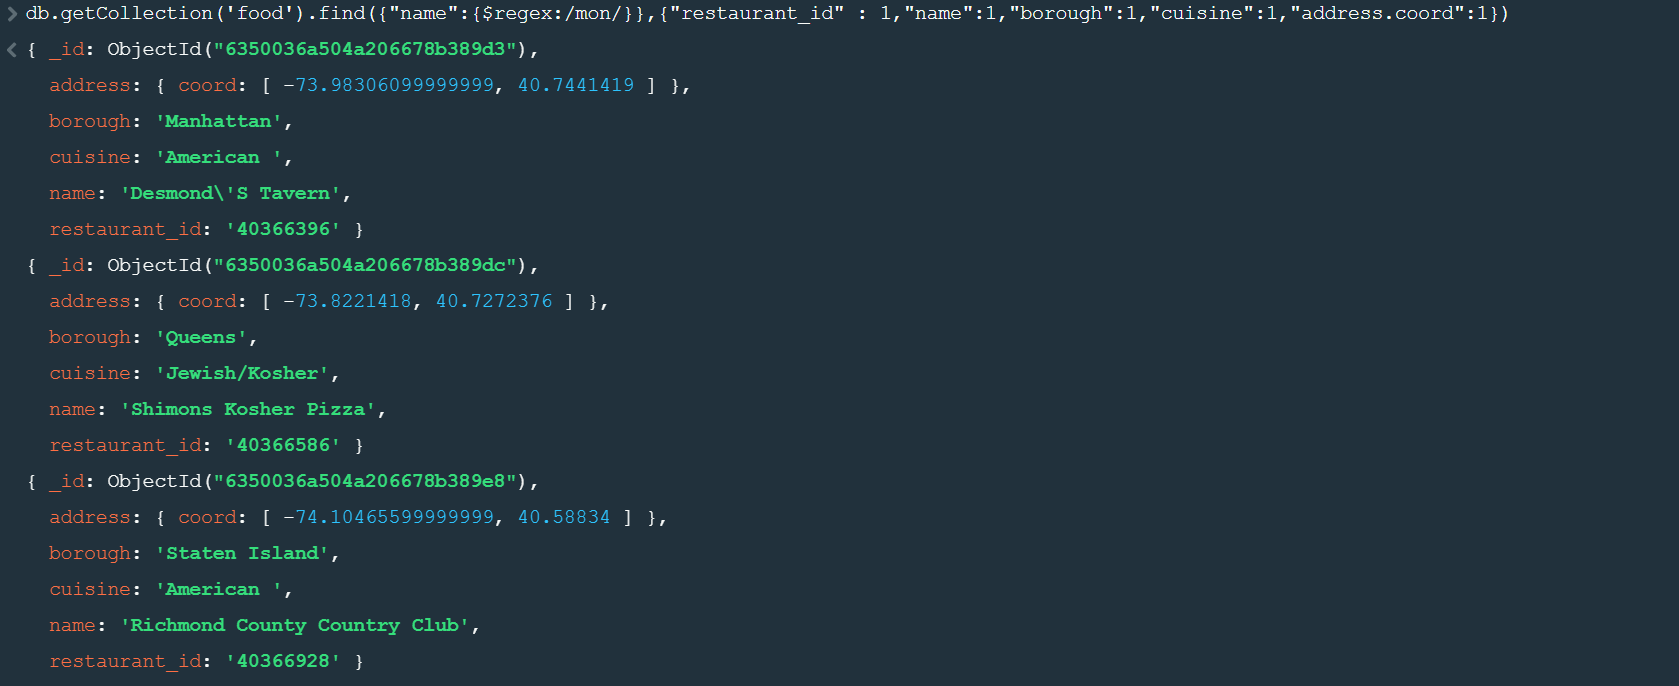 > db.getCollection('food').find({"name":{$regex:/mon/}},{"restaurant_id" : 1,"name":1,"borough":1,"cuisine":1,"address.coord":1})
< { _id: ObjectId("6350036a504a206678b389d3"),
address: { coord: [ -73.98306099999999, 40.7441419 ] },
borough: 'Manhattan',
cuisine: 'American ',
name: 'Desmond\'S Tavern',
restaurant_id: '40366396' }
{ _id: ObjectId("6350036a504a206678b389dc"),
address: { coord: [ -73.8221418, 40.7272376 ] },
borough: 'Queens',
cuisine: 'Jewish/Kosher',
name: 'Shimons Kosher Pizza',
restaurant_id: '40366586' }
{ _id: ObjectId("6350036a504a206678b389e8"),
address: { coord: [ -74.10465599999999, 40.58834 ] },
borough: 'Staten Island',
cuisine: 'American ',
name: 'Richmond County Country Club',
restaurant_id: '40366928' }